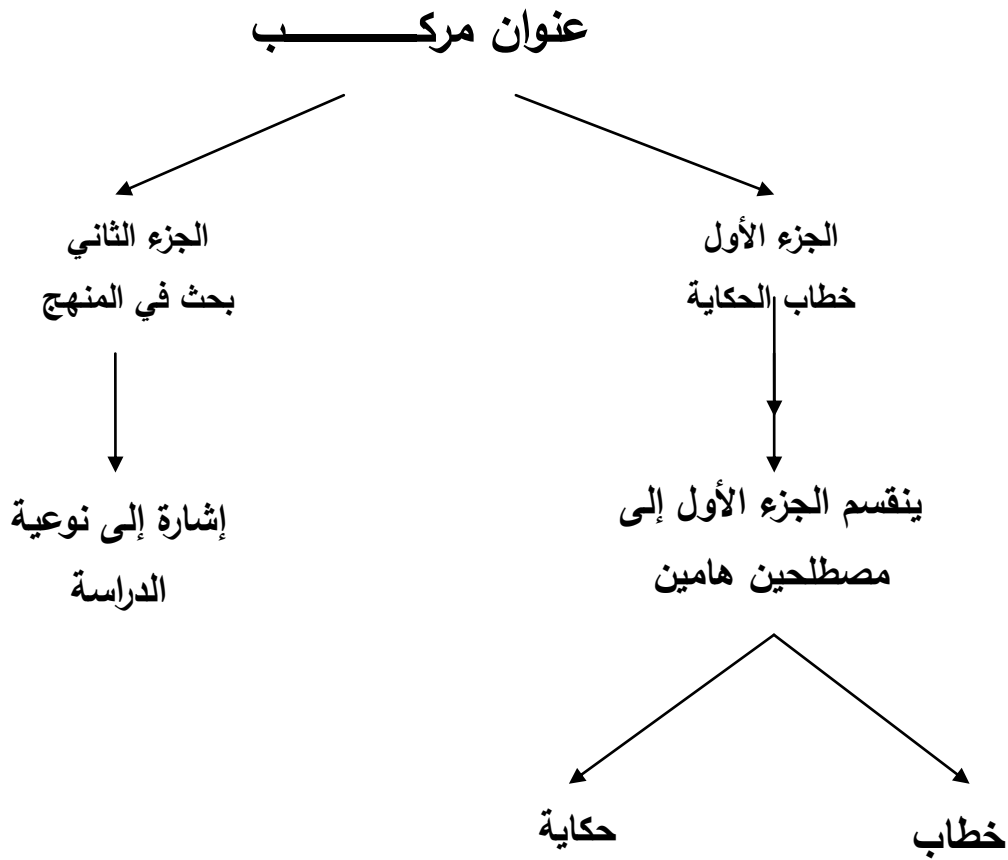 عنوان مركـــــــب
الجزء الأول
خطاب الحكاية
الجزء الثاني
بحث في المنهج
ينقسم الجزء الأول إلى
مصطلحين هامين
إشارة إلى نوعية
الدراسة
خطاب
حكاية